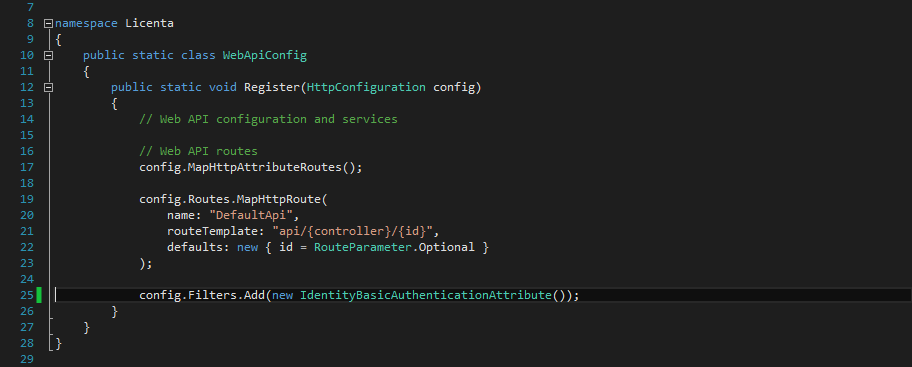 7
8 namespace Licenta
9 {
10 public static class WebApiConfig
11 {
12 public static void Register(HttpConfiguration config)
13 {
14 // Web API configuration and services
15
16 // Web API routes
17 config.MapHttpAttributeRoutes();
18
19 config.Routes.MapHttpRoute(
20 name: "DefaultApi",
21 routeTemplate: "api/{controller}/{id}",
22 defaults: new { id = RouteParameter.Optional }
23 );
24
25 config.Filters.Add(new IdentityBasicAuthenticationAttribute());
26 }
27 }
28 }
29